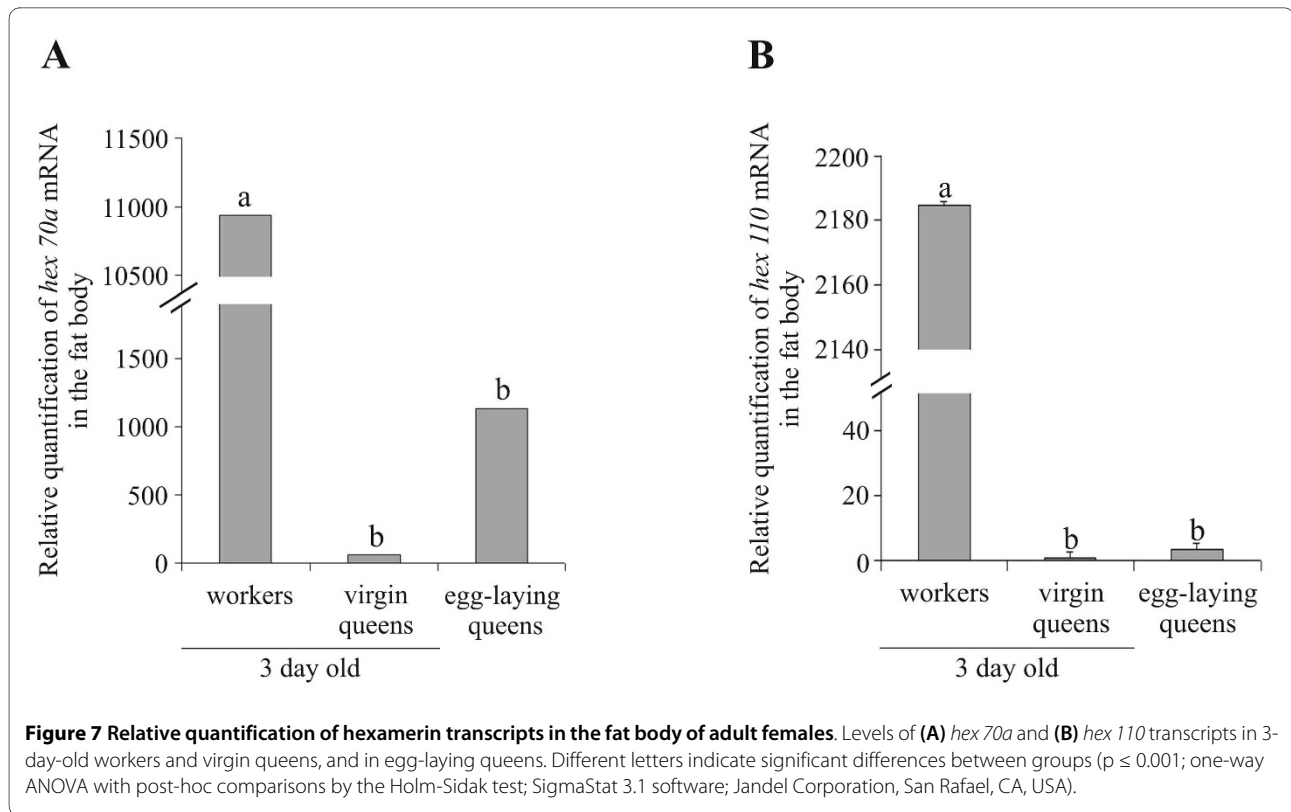 A
Relative quantification of hex 70a mRNA
in the fat body
11500
11000
10500
1500
1000
500
0
a
b
b
workers
virgin
queens
egg-laying
queens
3 day old
B
Relative quantification of hex 110 mRNA
in the fat body
2200
2180
2160
2140
40
20
0
a
b
b
workers
virgin
queens
egg-laying
queens
3 day old
Figure 7 Relative quantification of hexamerin transcripts in the fat body of adult females. Levels of (A) hex 70a and (B) hex 110 transcripts in 3-
day-old workers and virgin queens, and in egg-laying queens. Different letters indicate significant differences between groups (p ≤ 0.001; one-way
ANOVA with post-hoc comparisons by the Holm-Sidak test; SigmaStat 3.1 software; Jandel Corporation, San Rafael, CA, USA).